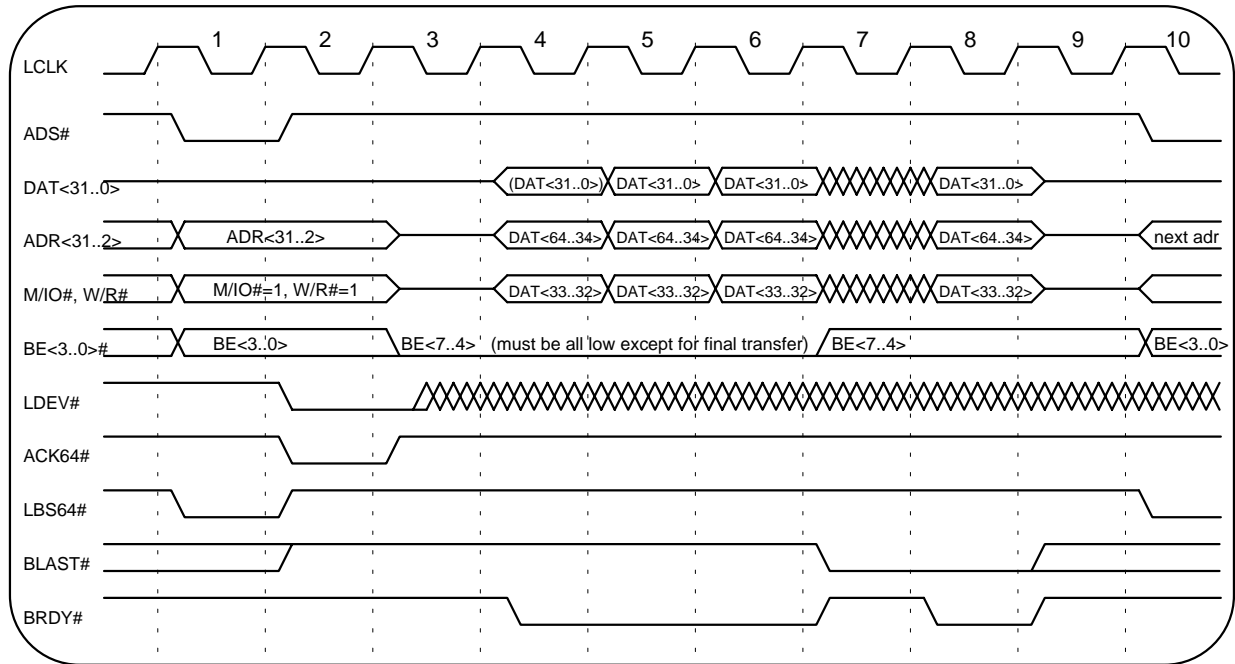 1 2 3 4 5 6 7 8 9 10
LCLK
ADS#
DAT<31..0> (DAT<31..0>) DAT<31..0> DAT<31..0> DAT<31..0>
ADR<31..2> ADR<31..2> DAT<64..34> DAT<64..34> DAT<64..34> DAT<64..34> next adr
M/IO#, W/R# M/IO#=1, W/R#=1 DAT<33..32> DAT<33..32> DAT<33..32> DAT<33..32>
BE<3..0># BE<3..0> BE<7..4> (must be all low except for final transfer) BE<7..4> BE<3..0>
LDEV#
ACK64#
LBS64#
BLAST#
BRDY#